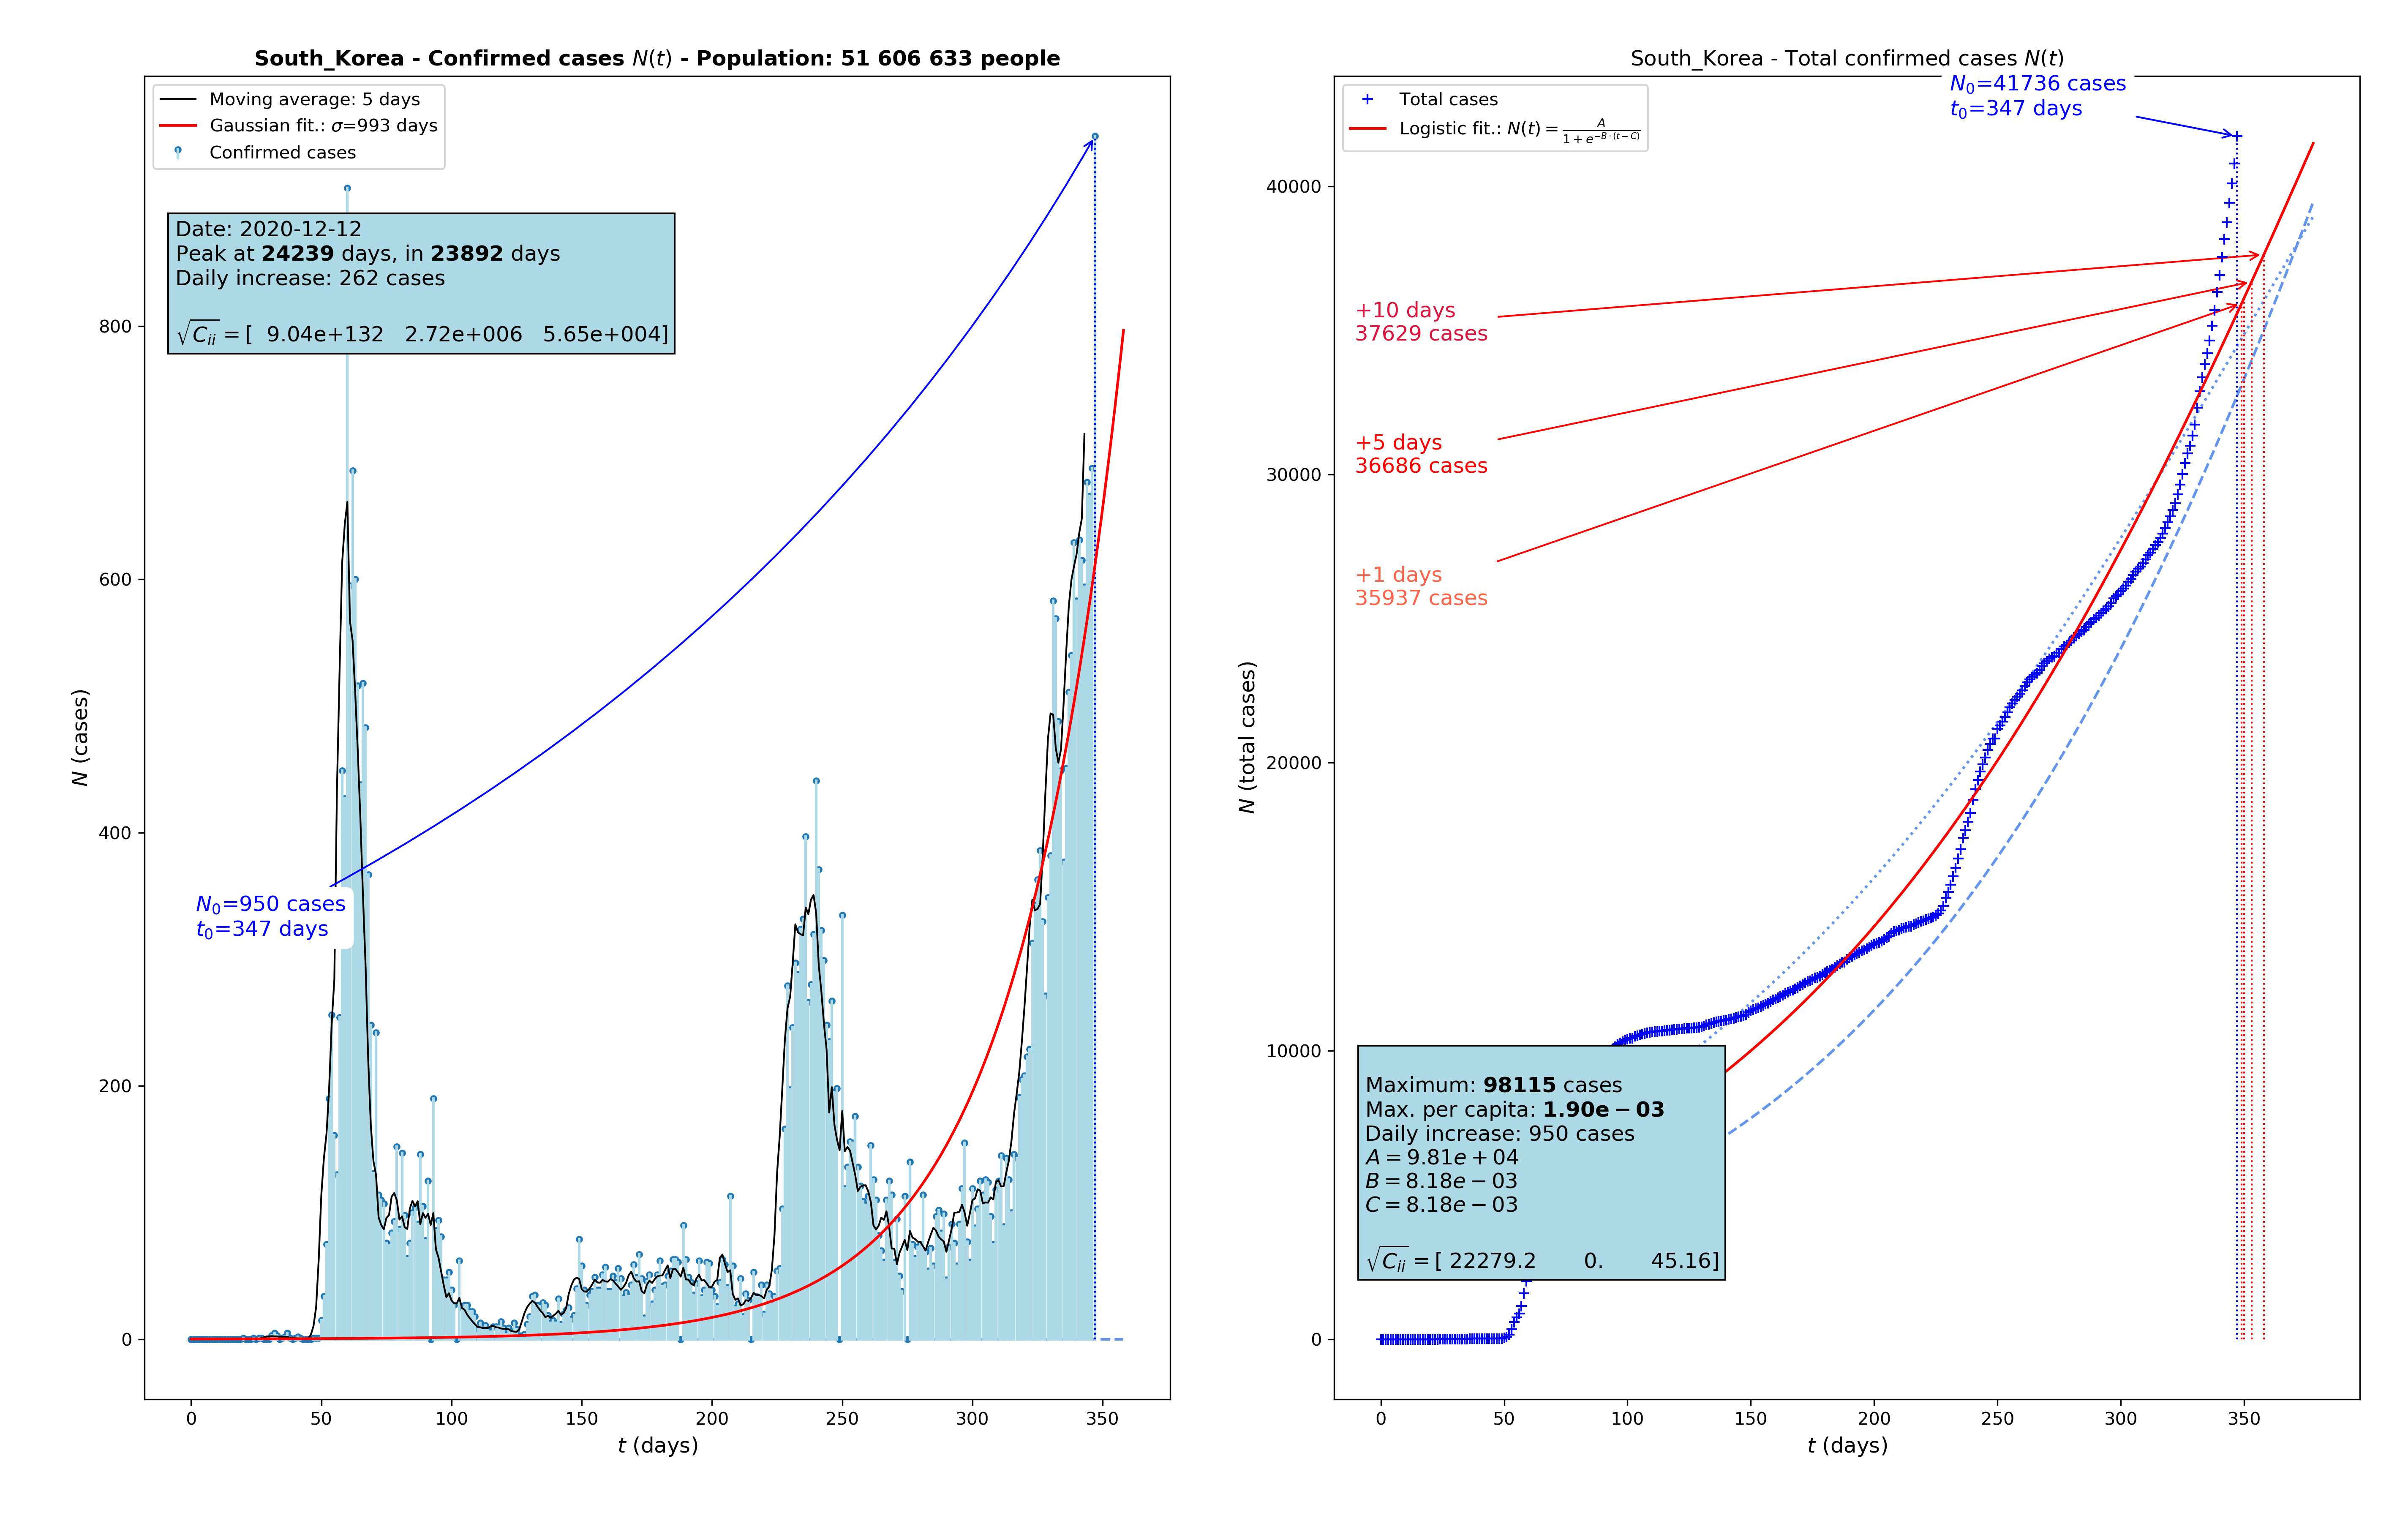 South_Korea - Confirmed cases N(t) - Population: 51 606 633 people
Moving average: 5 days
Gaussian fit.: σ=993 days
Confirmed cases
Date: 2020-12-12
Peak at 24239 days, in 23892 days
Daily increase: 262 cases
√C_ii = [ 9.04e+132 2.72e+006 5.65e+004]
N_0=950 cases
t_0=347 days
800
600
400
200
0
N (cases)
0 50 100 150 200 250 300 350
t (days)
South_Korea - Total confirmed cases N(t)
Total cases
Logistic fit.: N(t) = A / (1 + e^{-B·(t-C)})
N_0=41736 cases
t_0=347 days
+10 days
37629 cases
+5 days
36686 cases
+1 days
35937 cases
Maximum: 98115 cases
Max. per capita: 1.90e − 03
Daily increase: 950 cases
A = 9.81e + 04
B = 8.18e − 03
C = 8.18e − 03
√C_ii = [ 22279.2 0. 45.16]
40000
30000
20000
10000
0
N (total cases)
0 50 100 150 200 250 300 350
t (days)